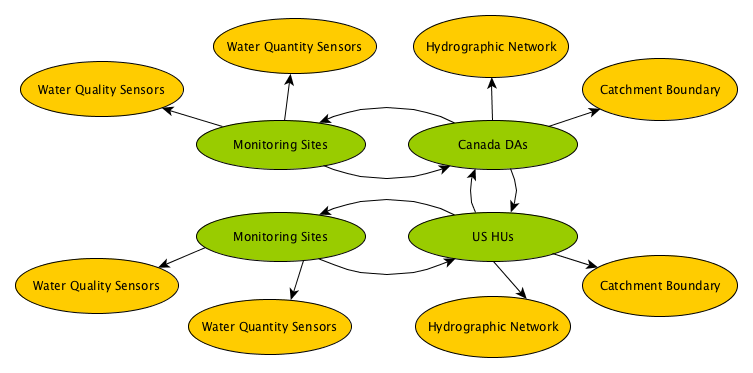 Water Quantity Sensors
Hydrographic Network
Water Quality Sensors
Catchment Boundary
Monitoring Sites
Canada DAs
Monitoring Sites
US HUs
Water Quality Sensors
Catchment Boundary
Water Quantity Sensors
Hydrographic Network